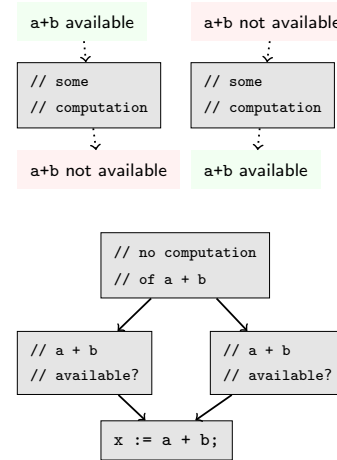 a+b available
a+b not available
// some
// computation
// some
// computation
a+b not available
a+b available
// no computation
// of a + b
// a + b
// available?
// a + b
// available?
x := a + b;